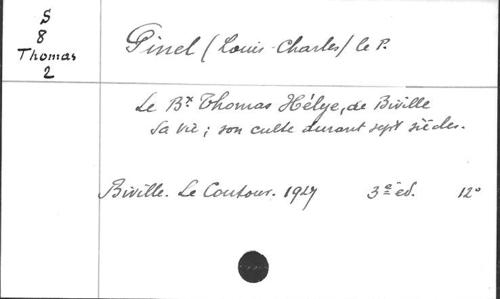 S
8
Thomas
2
Pinel (Louis-Charles) le P.
Le Bx Thomas Hélye, de Biville
Sa vie ; son culte durant sept siècles.
Biville. Le Coutour. 1927 3e éd. 12°